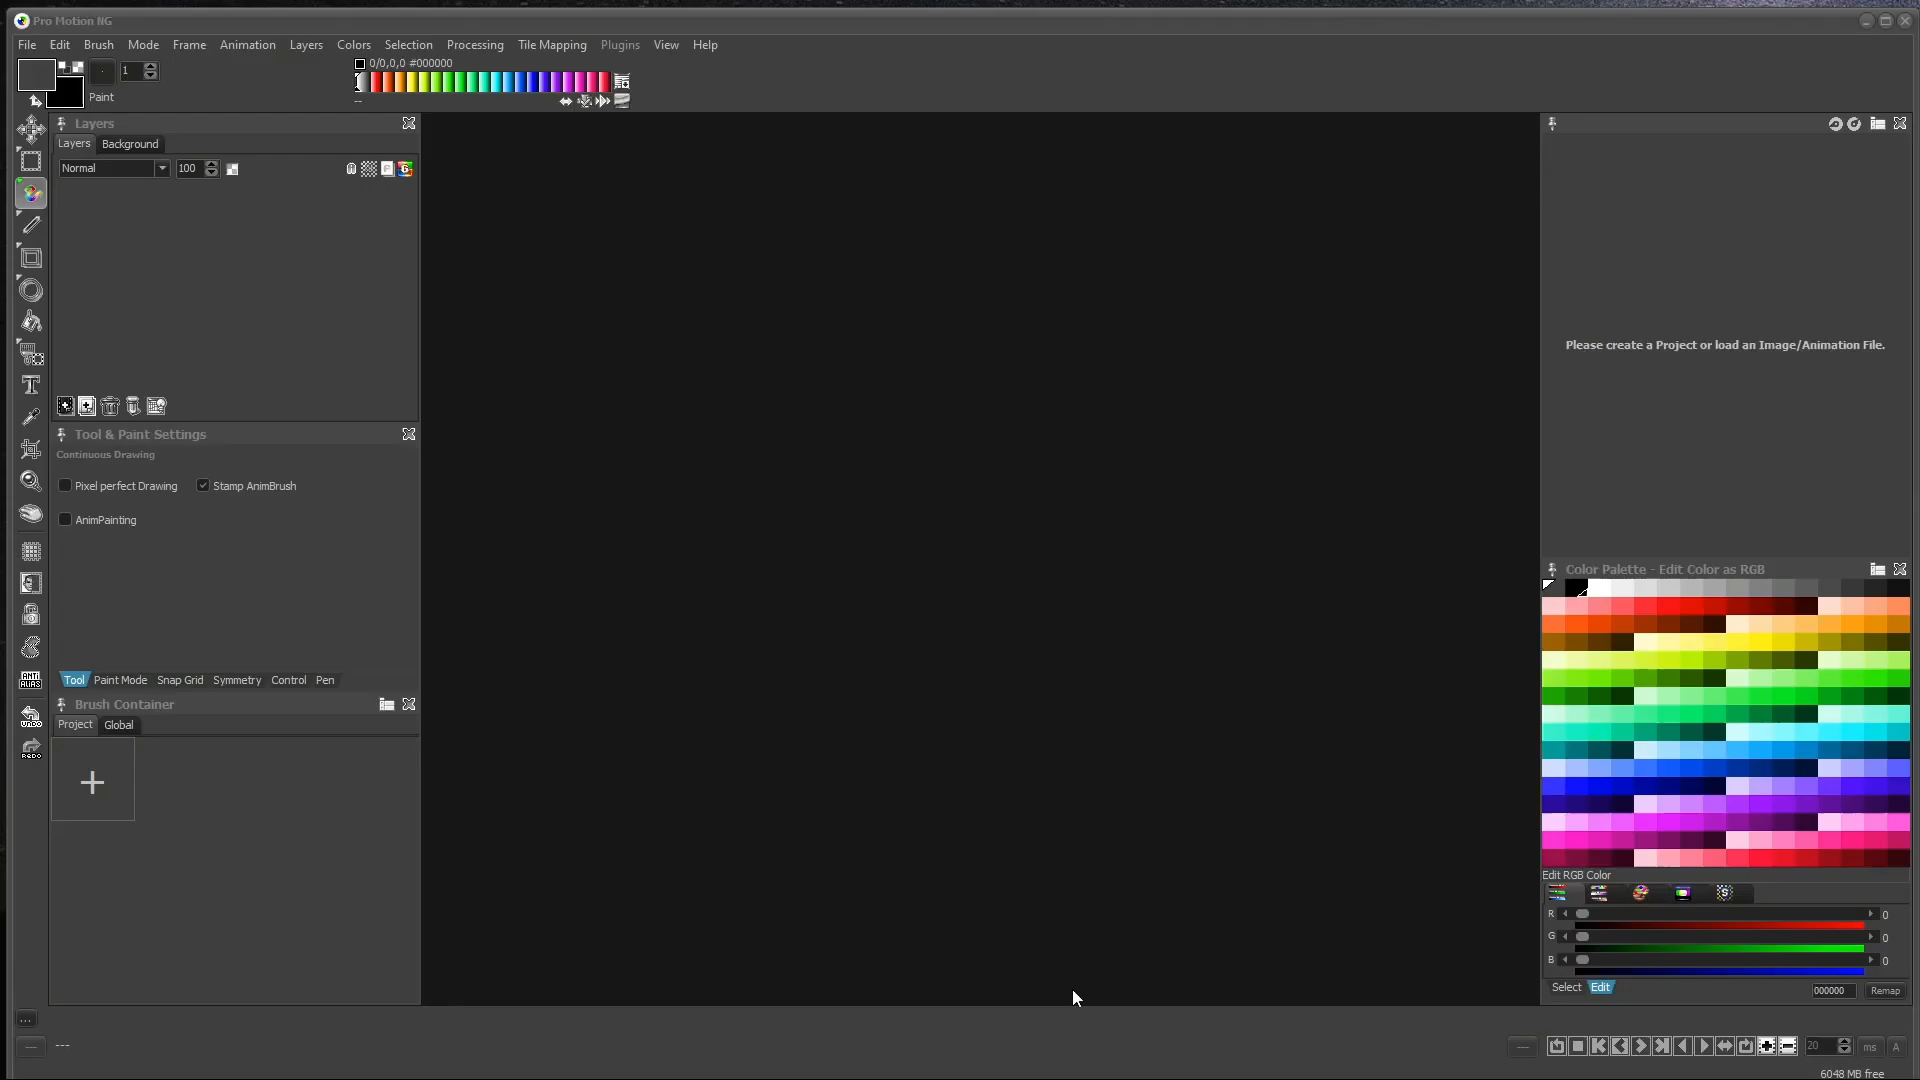 Pro Motion NG
File Edit Brush Mode Frame Animation Layers Colors Selection Processing Tile Mapping Plugins View Help
0/0,0,0 #000000
1
Paint
--
Layers
Layers Background
Normal 100
Please create a Project or load an Image/Animation File.
Tool & Paint Settings
Continuous Drawing
Pixel perfect Drawing Stamp AnimBrush
AnimPainting
Color Palette - Edit Color as RGB
ANTI
ALIAS
Tool Paint Mode Snap Grid Symmetry Control Pen
Brush Container
UNDO
Project Global
REDO
+
Edit RGB Color
R 0
G 0
B 0
Select Edit 000000 Remap
...
--- --- --- 20 ms A
6048 MB free